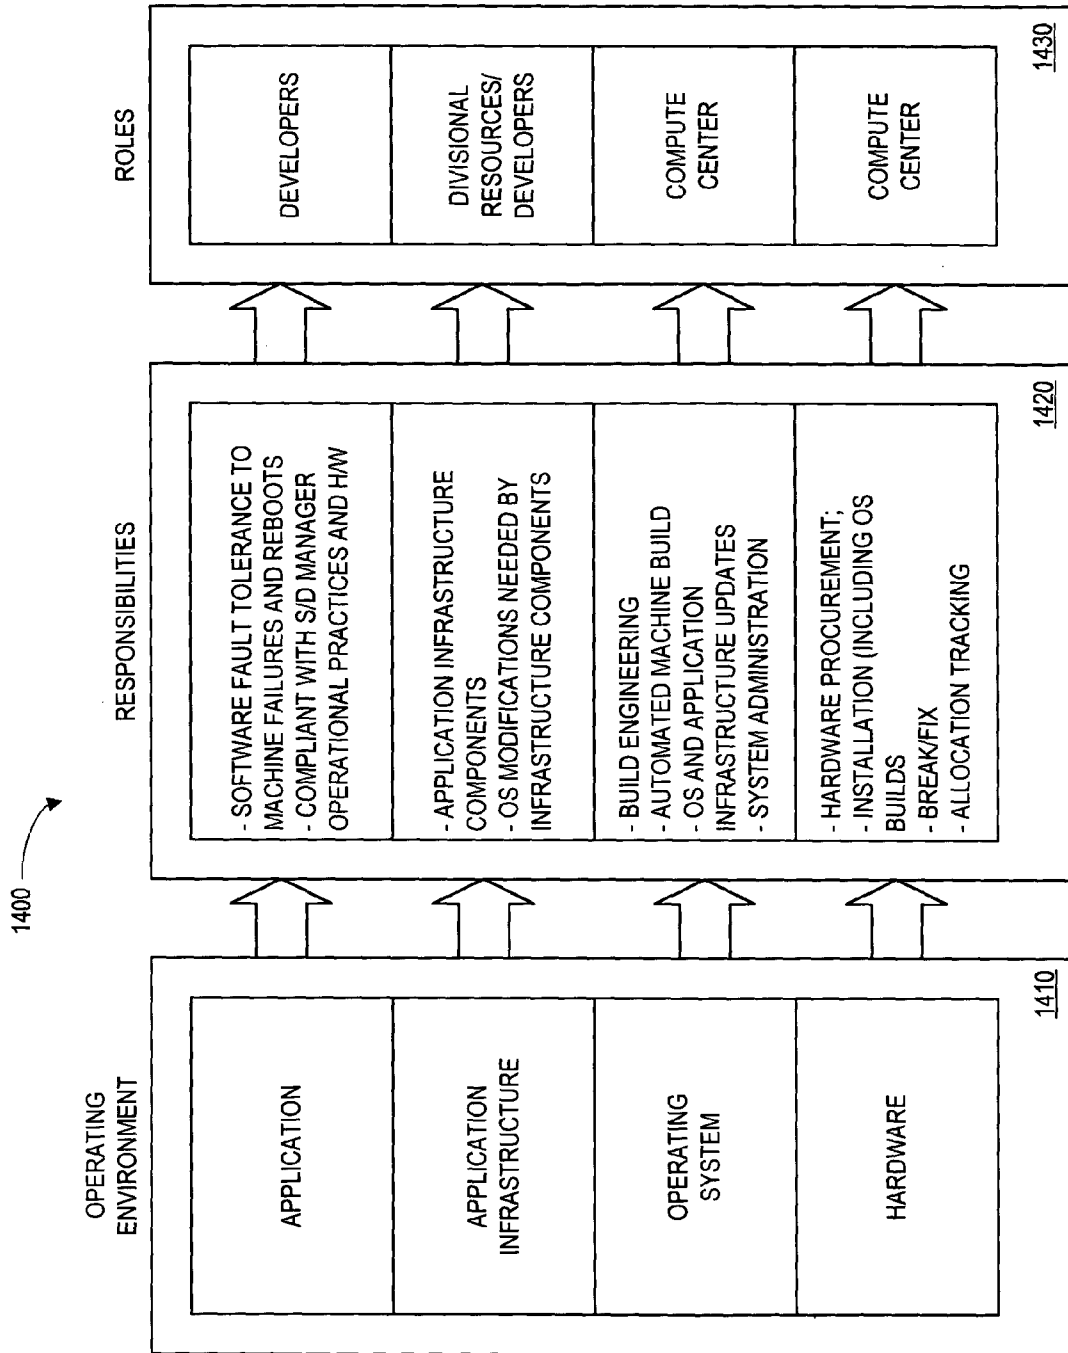 1400
OPERATING
ENVIRONMENT
APPLICATION
APPLICATION
INFRASTRUCTURE
OPERATING
SYSTEM
HARDWARE
1410
RESPONSIBILITIES
- SOFTWARE FAULT TOLERANCE TO
MACHINE FAILURES AND REBOOTS
- COMPLIANT WITH S/D MANAGER
OPERATIONAL PRACTICES AND H/W
- APPLICATION INFRASTRUCTURE
COMPONENTS
- OS MODIFICATIONS NEEDED BY
INFRASTRUCTURE COMPONENTS
- BUILD ENGINEERING
- AUTOMATED MACHINE BUILD
- OS AND APPLICATION
INFRASTRUCTURE UPDATES
- SYSTEM ADMINISTRATION
- HARDWARE PROCUREMENT;
- INSTALLATION (INCLUDING OS
BUILDS
- BREAK/FIX
- ALLOCATION TRACKING
1420
ROLES
DEVELOPERS
DIVISIONAL
RESOURCES/
DEVELOPERS
COMPUTE
CENTER
COMPUTE
CENTER
1430